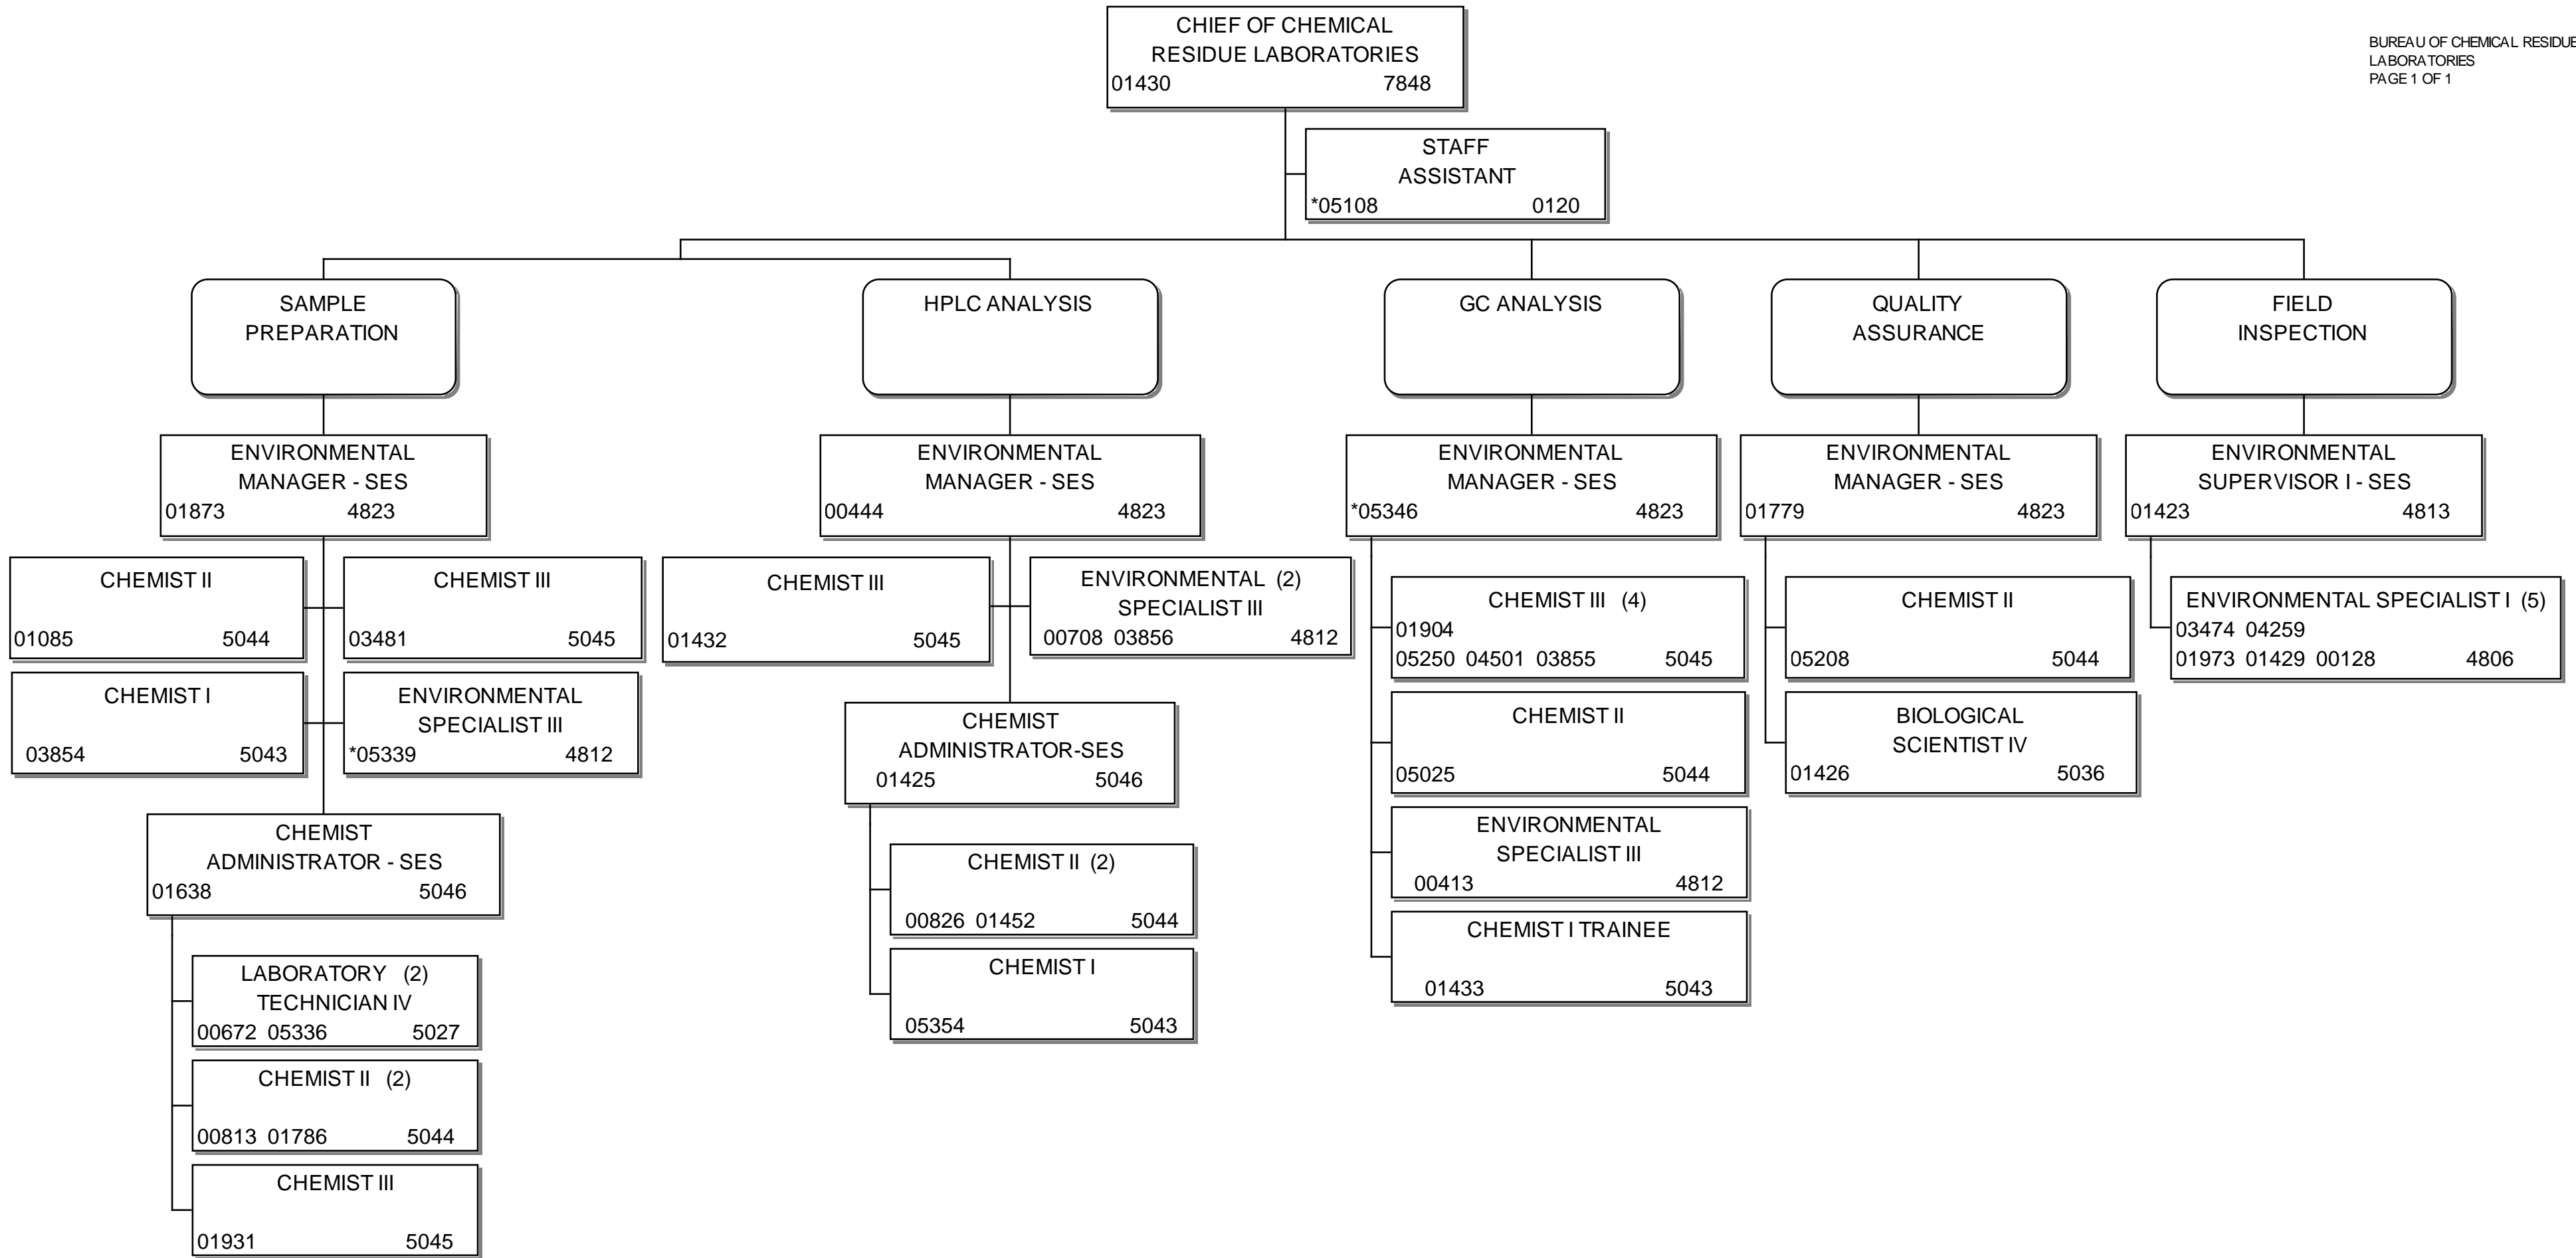 CHIEF OF CHEMICAL
RESIDUE LABORATORIES
01430 7848
BUREAU OF CHEMICAL RESIDUE
LABORATORIES
PAGE 1 OF 1
STAFF
ASSISTANT
*05108 0120
SAMPLE
PREPARATION
HPLC ANALYSIS
GC ANALYSIS
QUALITY
ASSURANCE
FIELD
INSPECTION
ENVIRONMENTAL
MANAGER - SES
01873 4823
ENVIRONMENTAL
MANAGER - SES
00444 4823
ENVIRONMENTAL
MANAGER - SES
*05346 4823
ENVIRONMENTAL
MANAGER - SES
01779 4823
ENVIRONMENTAL
SUPERVISOR I - SES
01423 4813
CHEMIST II
01085 5044
CHEMIST III
03481 5045
CHEMIST I
03854 5043
ENVIRONMENTAL
SPECIALIST III
*05339 4812
CHEMIST
ADMINISTRATOR - SES
01638 5046
LABORATORY (2)
TECHNICIAN IV
00672 05336 5027
CHEMIST II (2)
00813 01786 5044
CHEMIST III
01931 5045
CHEMIST III
01432 5045
ENVIRONMENTAL (2)
SPECIALIST III
00708 03856 4812
CHEMIST
ADMINISTRATOR-SES
01425 5046
CHEMIST II (2)
00826 01452 5044
CHEMIST I
05354 5043
CHEMIST III (4)
01904
05250 04501 03855 5045
CHEMIST II
05025 5044
ENVIRONMENTAL
SPECIALIST III
00413 4812
CHEMIST I TRAINEE
01433 5043
CHEMIST II
05208 5044
BIOLOGICAL
SCIENTIST IV
01426 5036
ENVIRONMENTAL SPECIALIST I (5)
03474 04259
01973 01429 00128 4806